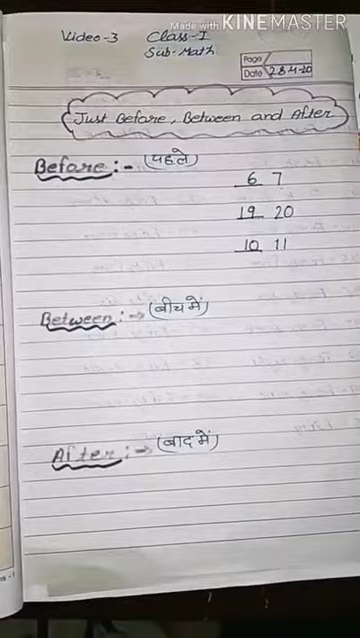 Made with KINEMASTER
Video-3 Class-I
Sub-Math
Page
Date 28-4-20
Just Before, Between and After
Before:- (पहले)
6 7
19 20
10 11
Between:→ (बीच में)
After:→ (बाद में)